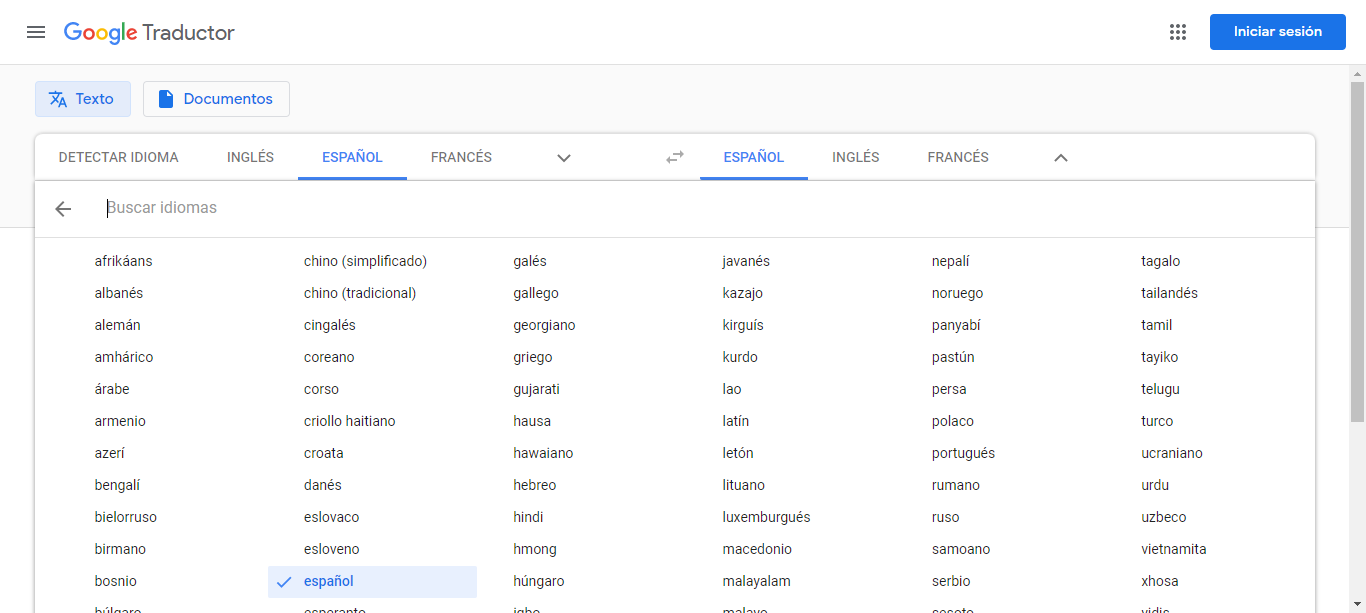 Google Traductor
Iniciar sesión
Texto
Documentos
DETECTAR IDIOMA INGLÉS ESPAÑOL FRANCÉS ESPAÑOL INGLÉS FRANCÉS
Buscar idiomas
afrikáans chino (simplificado) galés javanés nepalí tagalo
albanés chino (tradicional) gallego kazajo noruego tailandés
alemán cingalés georgiano kirguís panyabí tamil
amhárico coreano griego kurdo pastún tayiko
árabe corso gujarati lao persa telugu
armenio criollo haitiano hausa latín polaco turco
azerí croata hawaiano letón portugués ucraniano
bengalí danés hebreo lituano rumano urdu
bielorruso eslovaco hindi luxemburgués ruso uzbeco
birmano esloveno hmong macedonio samoano vietnamita
bosnio español húngaro malayalam serbio xhosa
búlgaro esperanto igbo malayo sesoto yidis